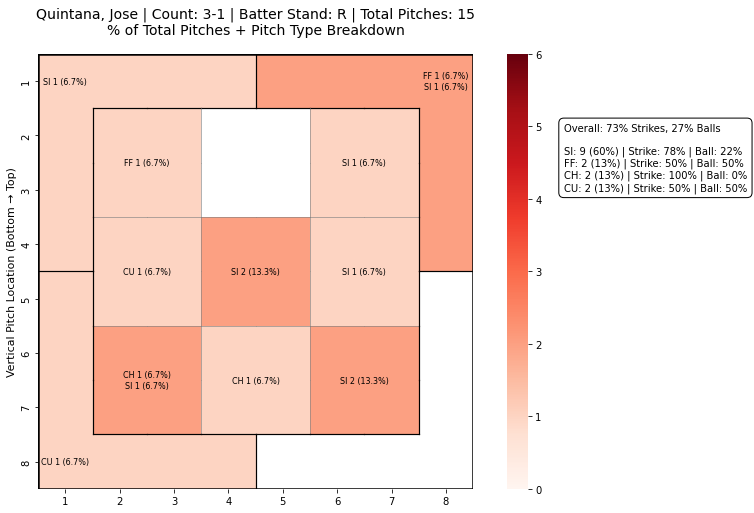 Quintana, Jose | Count: 3-1 | Batter Stand: R | Total Pitches: 15
% of Total Pitches + Pitch Type Breakdown
SI 1 (6.7%)
FF 1 (6.7%)
SI 1 (6.7%)
FF 1 (6.7%)
SI 1 (6.7%)
CU 1 (6.7%)
SI 2 (13.3%)
SI 1 (6.7%)
CH 1 (6.7%)
SI 1 (6.7%)
CH 1 (6.7%)
SI 2 (13.3%)
CU 1 (6.7%)
Vertical Pitch Location (Bottom → Top)
1
2
3
4
5
6
7
8
1 2 3 4 5 6 7 8
6
5
4
3
2
1
0
Overall: 73% Strikes, 27% Balls
SI: 9 (60%) | Strike: 78% | Ball: 22%
FF: 2 (13%) | Strike: 50% | Ball: 50%
CH: 2 (13%) | Strike: 100% | Ball: 0%
CU: 2 (13%) | Strike: 50% | Ball: 50%